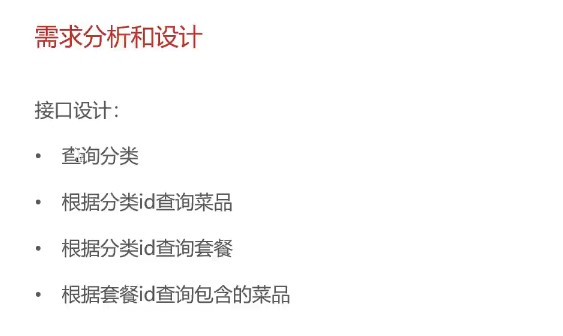 需求分析和设计
接口设计：
• 查询分类
• 根据分类id查询菜品
• 根据分类id查询套餐
• 根据套餐id查询包含的菜品